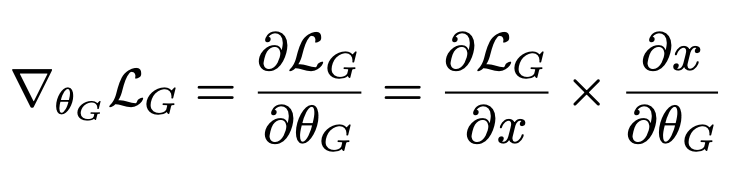 ∇_{θ_G} ℒ_G = ∂ℒ_G / ∂θ_G = ∂ℒ_G / ∂x × ∂x / ∂θ_G